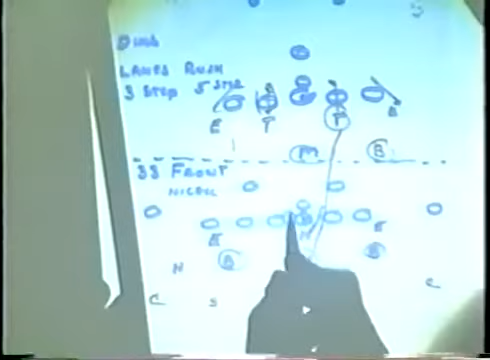 DIME
LANES RUSH
3 STEP 5 STEP
E T T E
M B
33 FRONT
NICKEL
E N E
B B
N
C S C